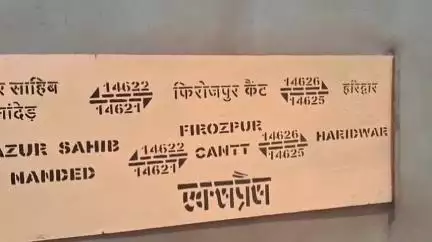 र साहिब 14622 फिरोजपुर कैंट 14626 हरिद्वार
नांदेड़ 14621 14625
FIROZPUR
AZUR SAHIB 14622 CANTT 14626 HARIDWAR
NANDED 14621 14625
एक्सप्रैस